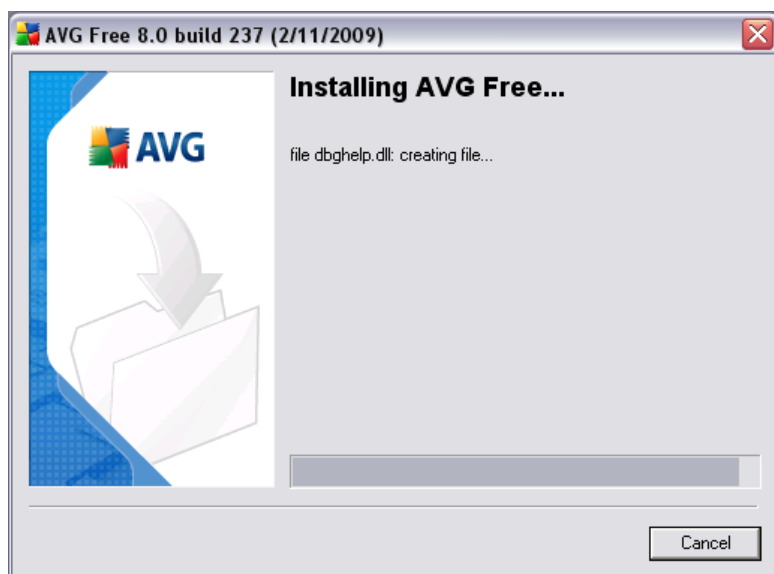 AVG Free 8.0 build 237 (2/11/2009)
Installing AVG Free...
AVG
file dbghelp.dll: creating file...
Cancel